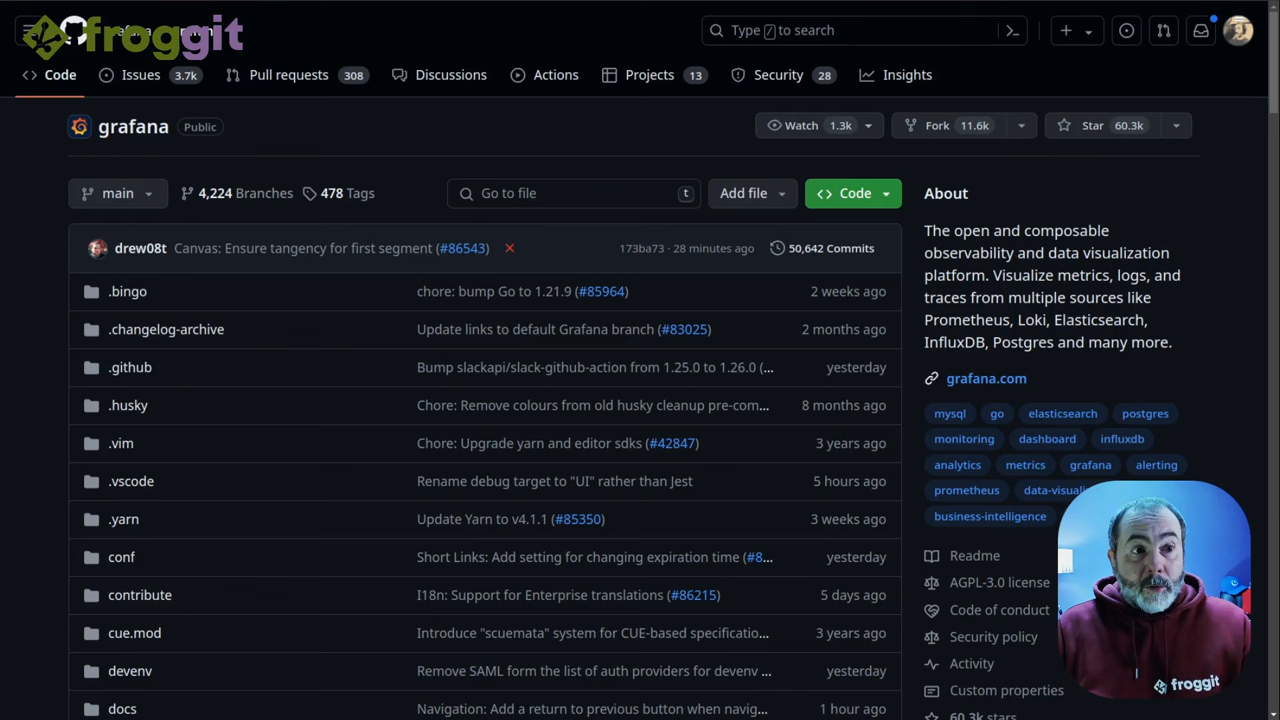 froggit
Type / to search
Code
Issues 3.7k
Pull requests 308
Discussions
Actions
Projects 13
Security 28
Insights
grafana Public
Watch 1.3k
Fork 11.6k
Star 60.3k
main
4,224 Branches
478 Tags
Go to file t
Add file
Code
drew08t Canvas: Ensure tangency for first segment (#86543) 173ba73 · 28 minutes ago 50,642 Commits
.bingo chore: bump Go to 1.21.9 (#85964) 2 weeks ago
.changelog-archive Update links to default Grafana branch (#83025) 2 months ago
.github Bump slackapi/slack-github-action from 1.25.0 to 1.26.0 (... yesterday
.husky Chore: Remove colours from old husky cleanup pre-com... 8 months ago
.vim Chore: Upgrade yarn and editor sdks (#42847) 3 years ago
.vscode Rename debug target to "UI" rather than Jest 5 hours ago
.yarn Update Yarn to v4.1.1 (#85350) 3 weeks ago
conf Short Links: Add setting for changing expiration time (#8... yesterday
contribute I18n: Support for Enterprise translations (#86215) 5 days ago
cue.mod Introduce "scuemata" system for CUE-based specificatio... 3 years ago
devenv Remove SAML form the list of auth providers for devenv ... yesterday
docs Navigation: Add a return to previous button when navig... 1 hour ago
About
The open and composable
observability and data visualization
platform. Visualize metrics, logs, and
traces from multiple sources like
Prometheus, Loki, Elasticsearch,
InfluxDB, Postgres and many more.
grafana.com
mysql go elasticsearch postgres
monitoring dashboard influxdb
analytics metrics grafana alerting
prometheus data-visuali
business-intelligence
Readme
AGPL-3.0 license
Code of conduct
Security policy
Activity
Custom properties
60.3k stars
froggit